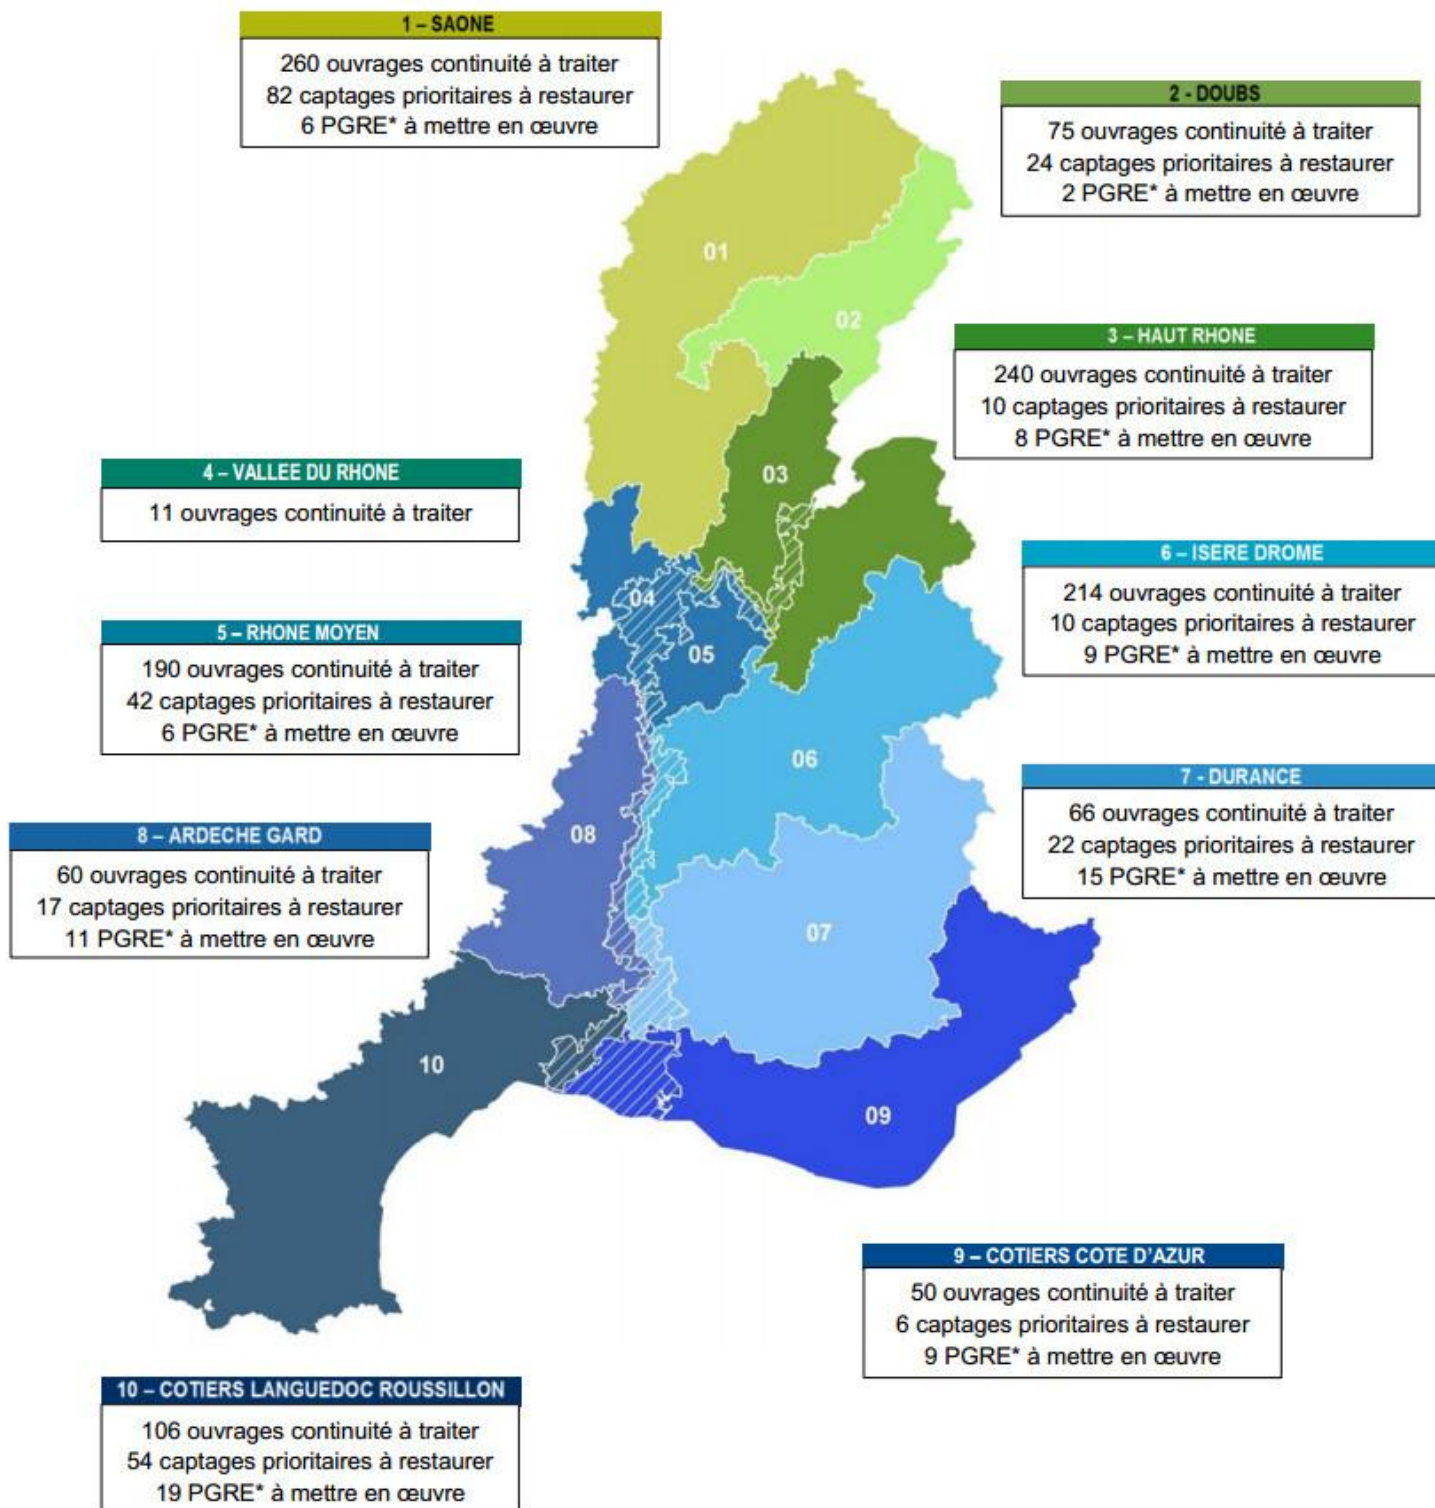 1 – SAONE
260 ouvrages continuité à traiter
82 captages prioritaires à restaurer
6 PGRE* à mettre en œuvre
2 - DOUBS
75 ouvrages continuité à traiter
24 captages prioritaires à restaurer
2 PGRE* à mettre en œuvre
3 – HAUT RHONE
240 ouvrages continuité à traiter
10 captages prioritaires à restaurer
8 PGRE* à mettre en œuvre
4 – VALLEE DU RHONE
11 ouvrages continuité à traiter
5 – RHONE MOYEN
190 ouvrages continuité à traiter
42 captages prioritaires à restaurer
6 PGRE* à mettre en œuvre
6 – ISERE DROME
214 ouvrages continuité à traiter
10 captages prioritaires à restaurer
9 PGRE* à mettre en œuvre
7 - DURANCE
66 ouvrages continuité à traiter
22 captages prioritaires à restaurer
15 PGRE* à mettre en œuvre
8 – ARDECHE GARD
60 ouvrages continuité à traiter
17 captages prioritaires à restaurer
11 PGRE* à mettre en œuvre
9 – COTIERS COTE D'AZUR
50 ouvrages continuité à traiter
6 captages prioritaires à restaurer
9 PGRE* à mettre en œuvre
10 – COTIERS LANGUEDOC ROUSSILLON
106 ouvrages continuité à traiter
54 captages prioritaires à restaurer
19 PGRE* à mettre en œuvre
01
02
03
04
05
06
08
07
10
09